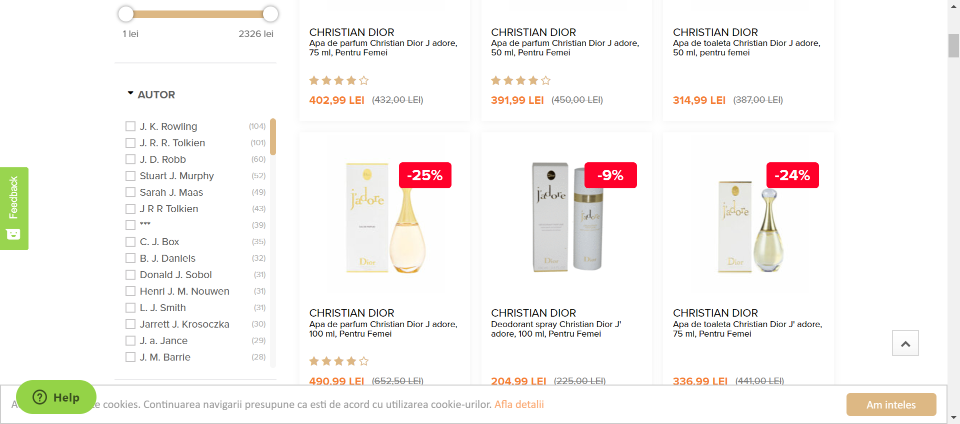 1 lei
2326 lei
AUTOR
J. K. Rowling (104)
J. R. R. Tolkien (101)
J. D. Robb (60)
Stuart J. Murphy (57)
Sarah J. Maas (49)
J R R Tolkien (43)
*** (39)
C. J. Box (35)
B. J. Daniels (32)
Donald J. Sobol (31)
Henri J. M. Nouwen (31)
L. J. Smith (31)
Jarrett J. Krosoczka (30)
J. a. Jance (29)
J. M. Barrie (28)
CHRISTIAN DIOR
Apa de parfum Christian Dior J adore,
75 ml, Pentru Femei
402,99 LEI (432,00 LEI)
CHRISTIAN DIOR
Apa de parfum Christian Dior J adore,
50 ml, Pentru Femei
391,99 LEI (450,00 LEI)
CHRISTIAN DIOR
Apa de toaleta Christian Dior J adore,
50 ml, pentru femei
314,99 LEI (387,00 LEI)
-25%
j'adore
Dior
CHRISTIAN DIOR
Apa de parfum Christian Dior J adore,
100 ml, Pentru Femei
490,99 LEI (652,50 LEI)
-9%
j'adore
Dior
CHRISTIAN DIOR
Deodorant spray Christian Dior J'
adore, 100 ml, Pentru Femei
204,99 LEI (225,00 LEI)
-24%
j'adore
Dior
CHRISTIAN DIOR
Apa de toaleta Christian Dior J' adore,
75 ml, Pentru Femei
336,99 LEI (441,00 LEI)
Feedback
Help
te cookies. Continuarea navigarii presupune ca esti de acord cu utilizarea cookie-urilor. Afla detalii
Am inteles